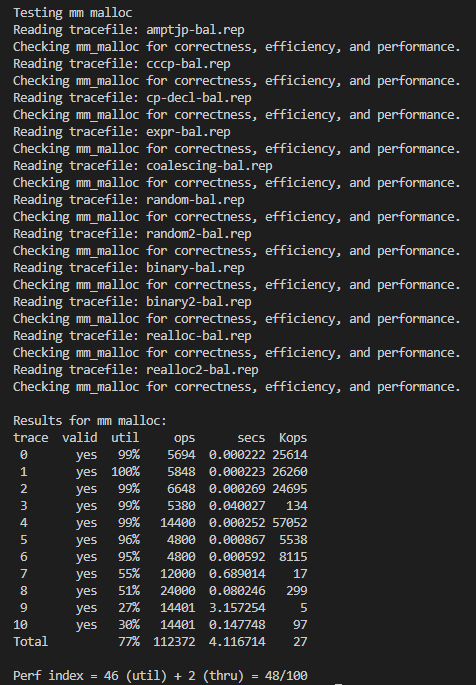 Testing mm malloc
Reading tracefile: amptjp-bal.rep
Checking mm_malloc for correctness, efficiency, and performance.
Reading tracefile: cccp-bal.rep
Checking mm_malloc for correctness, efficiency, and performance.
Reading tracefile: cp-decl-bal.rep
Checking mm_malloc for correctness, efficiency, and performance.
Reading tracefile: expr-bal.rep
Checking mm_malloc for correctness, efficiency, and performance.
Reading tracefile: coalescing-bal.rep
Checking mm_malloc for correctness, efficiency, and performance.
Reading tracefile: random-bal.rep
Checking mm_malloc for correctness, efficiency, and performance.
Reading tracefile: random2-bal.rep
Checking mm_malloc for correctness, efficiency, and performance.
Reading tracefile: binary-bal.rep
Checking mm_malloc for correctness, efficiency, and performance.
Reading tracefile: binary2-bal.rep
Checking mm_malloc for correctness, efficiency, and performance.
Reading tracefile: realloc-bal.rep
Checking mm_malloc for correctness, efficiency, and performance.
Reading tracefile: realloc2-bal.rep
Checking mm_malloc for correctness, efficiency, and performance.

Results for mm malloc:
trace  valid  util     ops      secs  Kops
 0       yes   99%    5694  0.000222 25614
 1       yes  100%    5848  0.000223 26260
 2       yes   99%    6648  0.000269 24695
 3       yes   99%    5380  0.040027   134
 4       yes   99%   14400  0.000252 57052
 5       yes   96%    4800  0.000867  5538
 6       yes   95%    4800  0.000592  8115
 7       yes   55%   12000  0.689014    17
 8       yes   51%   24000  0.080246   299
 9       yes   27%   14401  3.157254     5
10       yes   30%   14401  0.147748    97
Total          77%  112372  4.116714    27

Perf index = 46 (util) + 2 (thru) = 48/100